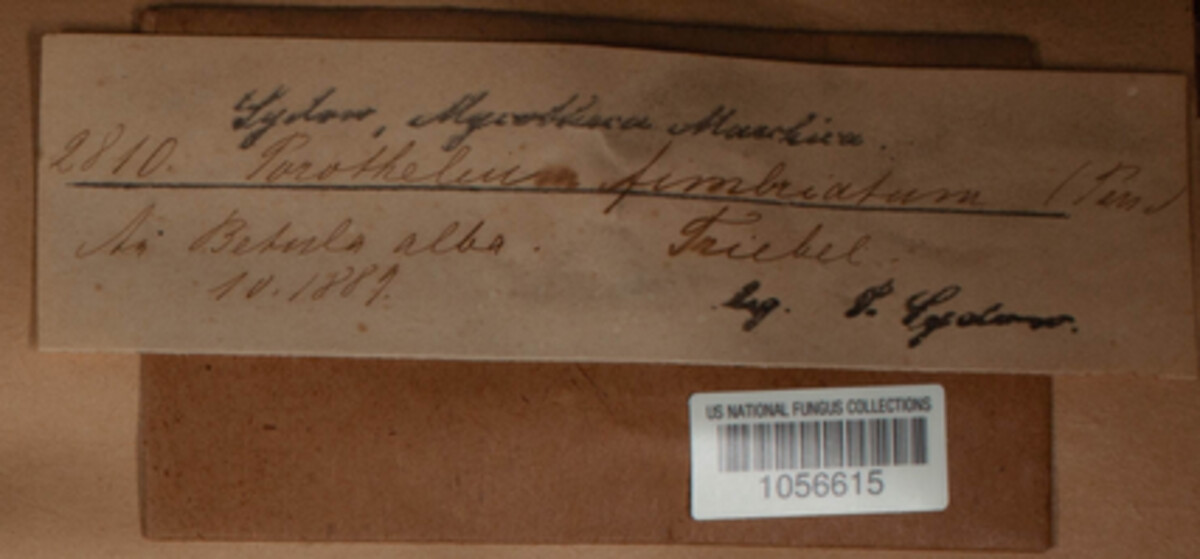 Sydow, Mycotheca Marchica.
2810. Porothelium fimbriatum (Pers.)
An Betula alba. Triebel.
10.1889.
leg. P. Sydow.
US NATIONAL FUNGUS COLLECTIONS
1056615